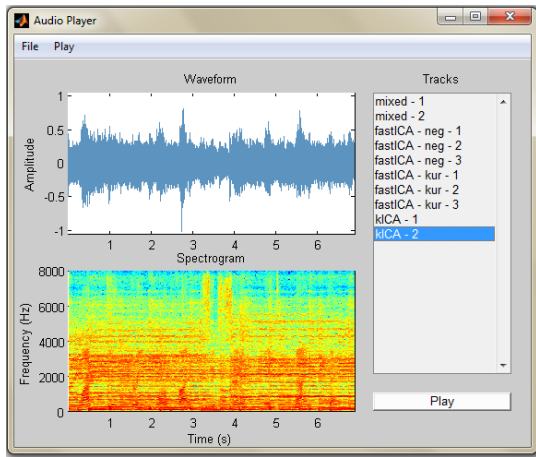 Audio Player
File Play
Waveform
Tracks
1
0.5
0
-0.5
-1
Amplitude
1 2 3 4 5 6
mixed - 1
mixed - 2
fastICA - neg - 1
fastICA - neg - 2
fastICA - neg - 3
fastICA - kur - 1
fastICA - kur - 2
fastICA - kur - 3
kICA - 1
kICA - 2
Spectrogram
8000
6000
4000
2000
0
Frequency (Hz)
1 2 3 4 5 6
Time (s)
Play